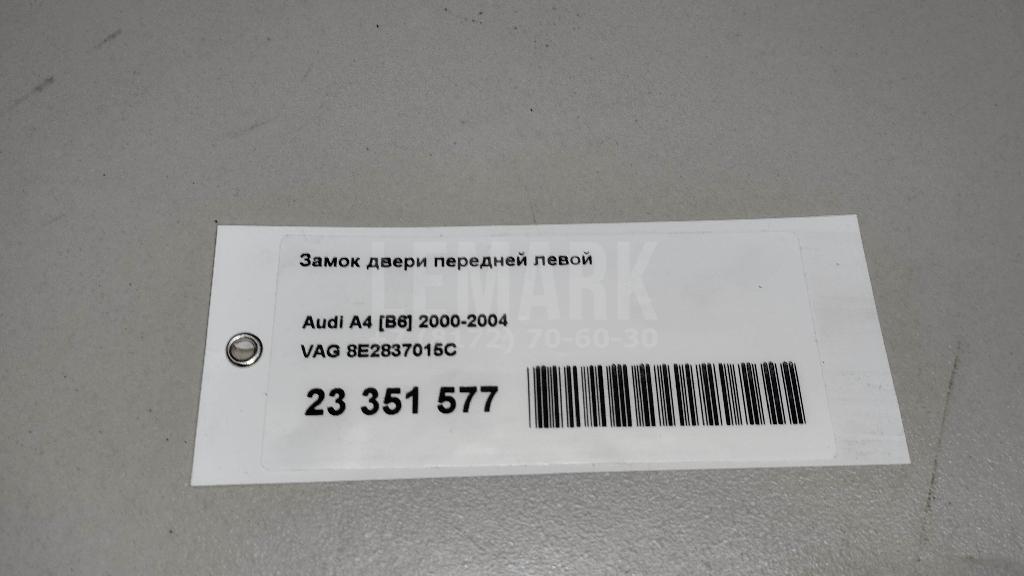 Замок двери передней левой
LEMARK
Audi A4 [B6] 2000-2004
70-60-30
VAG 8E2837015C
23 351 577